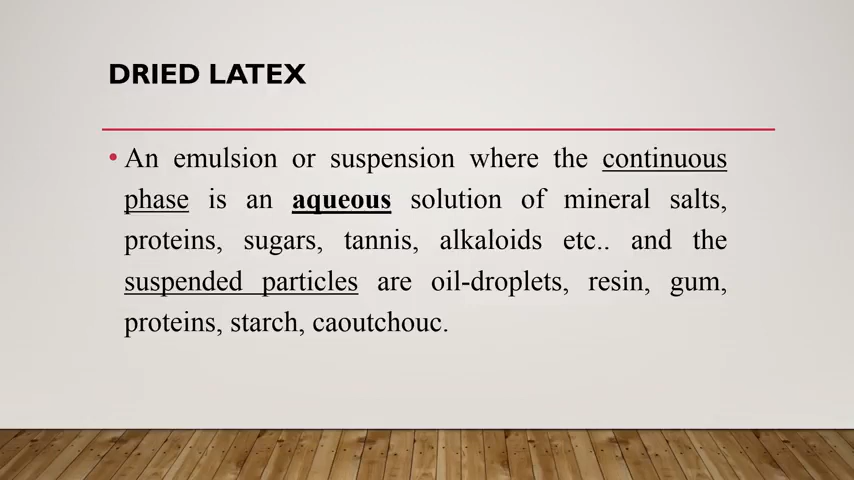 DRIED LATEX
• An emulsion or suspension where the continuous
phase is an aqueous solution of mineral salts,
proteins, sugars, tannis, alkaloids etc.. and the
suspended particles are oil-droplets, resin, gum,
proteins, starch, caoutchouc.